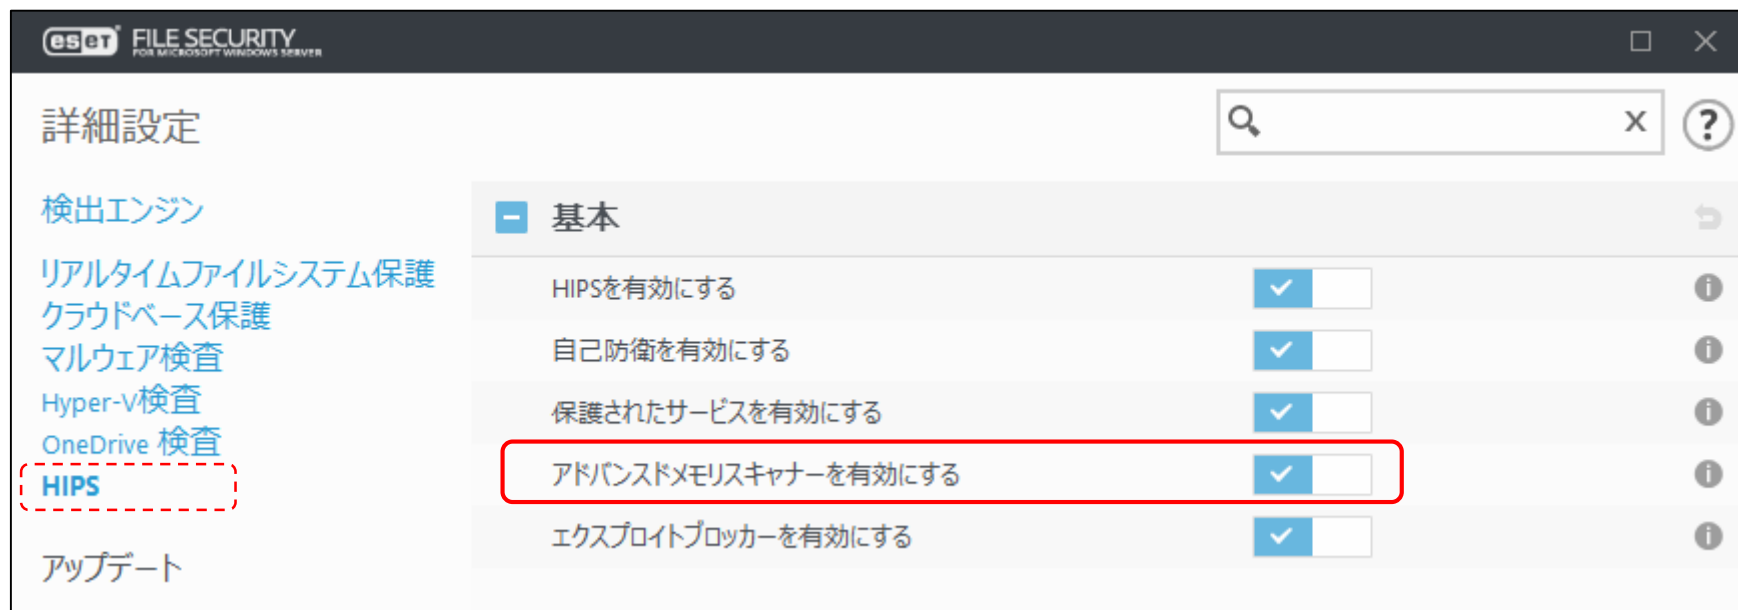 eset FILE SECURITY
FOR MICROSOFT WINDOWS SERVER
詳細設定
X
?
検出エンジン
リアルタイムファイルシステム保護
クラウドベース保護
マルウェア検査
Hyper-V検査
OneDrive 検査
HIPS
アップデート
基本
HIPSを有効にする
自己防衛を有効にする
保護されたサービスを有効にする
アドバンスドメモリスキャナーを有効にする
エクスプロイトブロッカーを有効にする